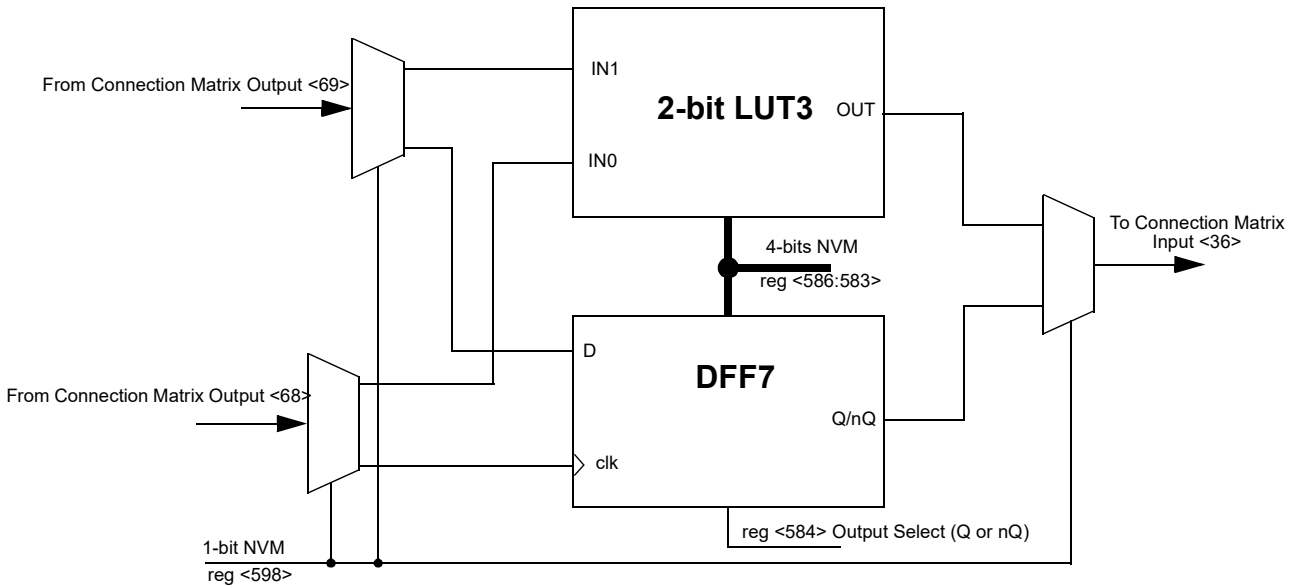 From Connection Matrix Output <69>
IN1
2-bit LUT3
OUT
IN0
To Connection Matrix
Input <36>
4-bits NVM
reg <586:583>
D
DFF7
From Connection Matrix Output <68>
Q/nQ
clk
reg <584> Output Select (Q or nQ)
1-bit NVM
reg <598>